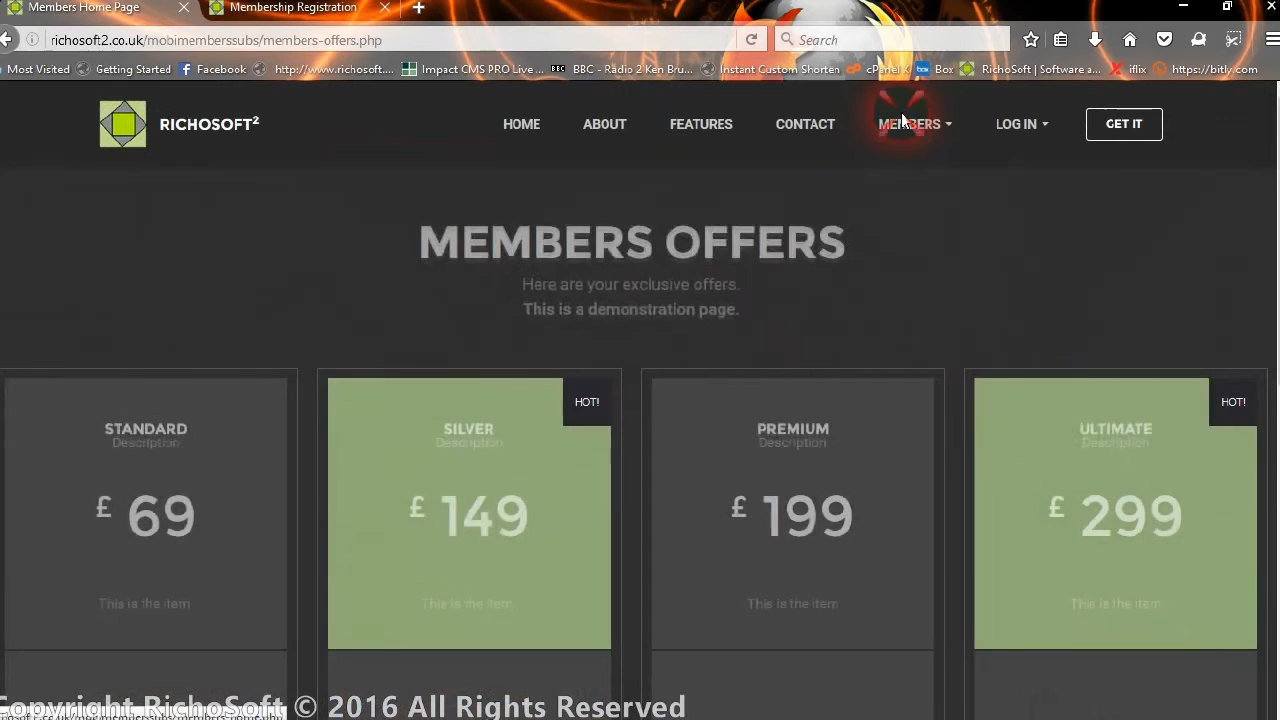 Members Home Page
Membership Registration
richosoft2.co.uk/mobimemberssubs/members-offers.php
Search
Most Visited
Getting Started
Facebook
http://www.richosoft....
Impact CMS PRO Live ...
BBC BBC - Radio 2 Ken Bru...
Instant Custom Shorten
cPanel X
box Box
RichoSoft | Software a...
iflix
https://bitly.com
RICHOSOFT²
HOME
ABOUT
FEATURES
CONTACT
MEMBERS
LOG IN
GET IT
MEMBERS OFFERS
Here are your exclusive offers.
This is a demonstration page.
HOT!
HOT!
STANDARD
SILVER
PREMIUM
ULTIMATE
Description
Description
Description
Description
£ 69
£ 149
£ 199
£ 299
This is the item
This is the item
This is the item
This is the item
Copyright RichoSoft © 2016 All Rights Reserved